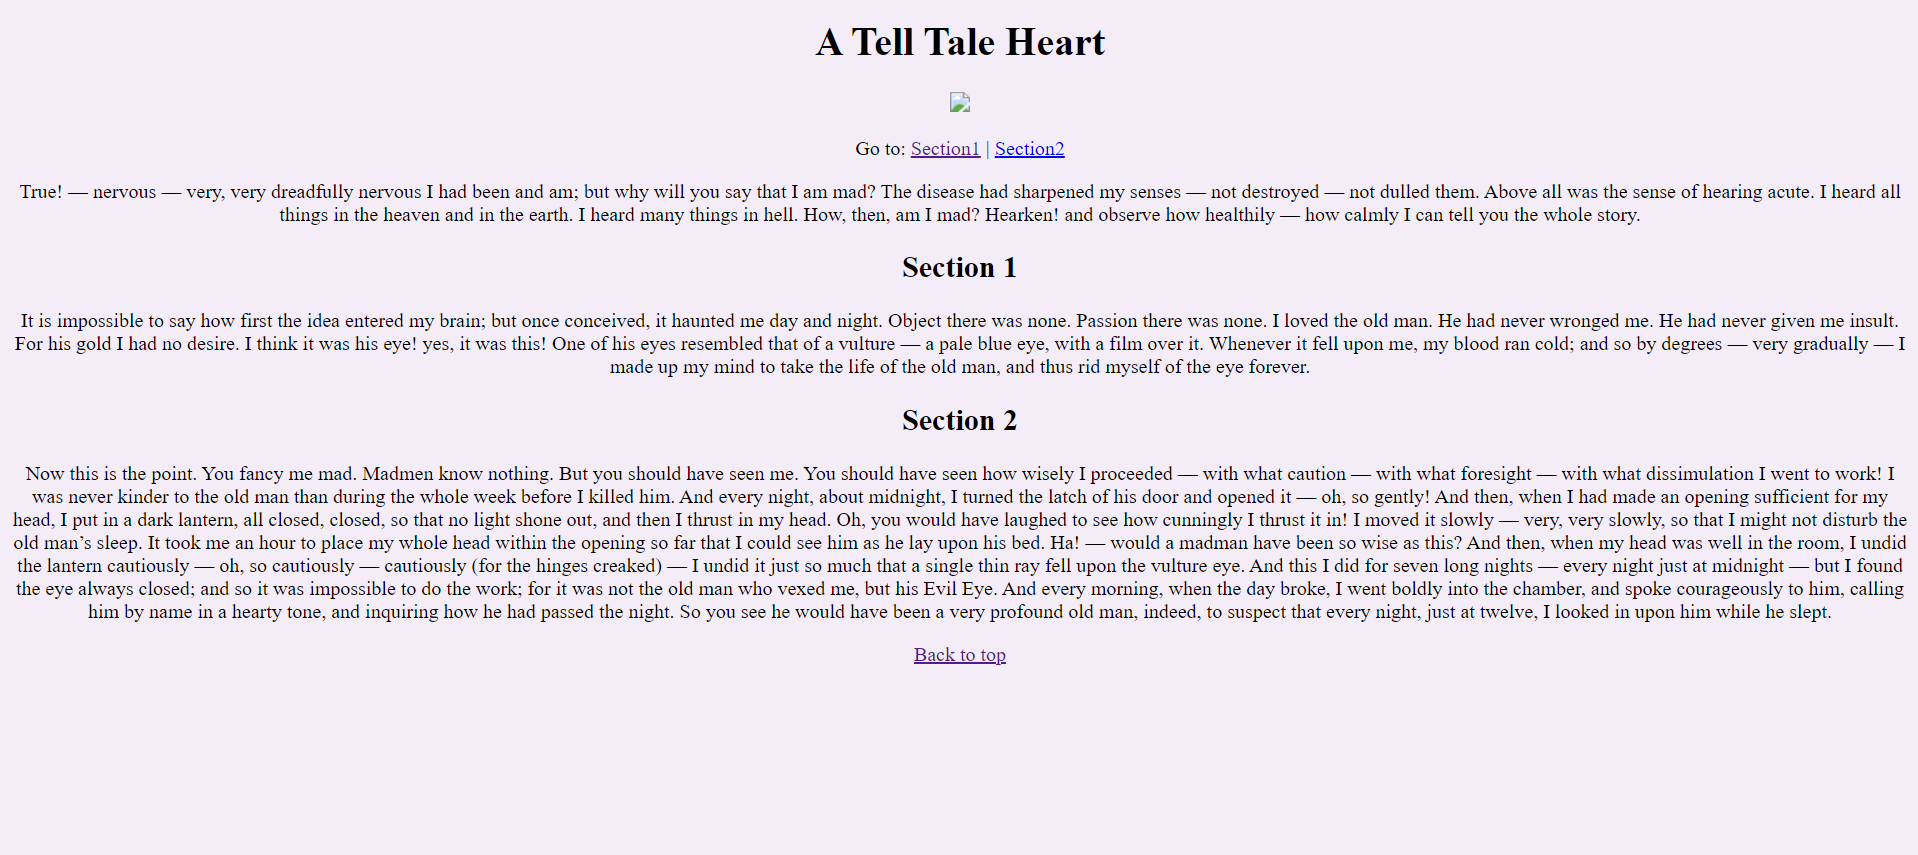 A Tell Tale Heart
Go to: Section1 | Section2
True! — nervous — very, very dreadfully nervous I had been and am; but why will you say that I am mad? The disease had sharpened my senses — not destroyed — not dulled them. Above all was the sense of hearing acute. I heard all
things in the heaven and in the earth. I heard many things in hell. How, then, am I mad? Hearken! and observe how healthily — how calmly I can tell you the whole story.
Section 1
It is impossible to say how first the idea entered my brain; but once conceived, it haunted me day and night. Object there was none. Passion there was none. I loved the old man. He had never wronged me. He had never given me insult.
For his gold I had no desire. I think it was his eye! yes, it was this! One of his eyes resembled that of a vulture — a pale blue eye, with a film over it. Whenever it fell upon me, my blood ran cold; and so by degrees — very gradually — I
made up my mind to take the life of the old man, and thus rid myself of the eye forever.
Section 2
Now this is the point. You fancy me mad. Madmen know nothing. But you should have seen me. You should have seen how wisely I proceeded — with what caution — with what foresight — with what dissimulation I went to work! I
was never kinder to the old man than during the whole week before I killed him. And every night, about midnight, I turned the latch of his door and opened it — oh, so gently! And then, when I had made an opening sufficient for my
head, I put in a dark lantern, all closed, closed, so that no light shone out, and then I thrust in my head. Oh, you would have laughed to see how cunningly I thrust it in! I moved it slowly — very, very slowly, so that I might not disturb the
old man’s sleep. It took me an hour to place my whole head within the opening so far that I could see him as he lay upon his bed. Ha! — would a madman have been so wise as this? And then, when my head was well in the room, I undid
the lantern cautiously — oh, so cautiously — cautiously (for the hinges creaked) — I undid it just so much that a single thin ray fell upon the vulture eye. And this I did for seven long nights — every night just at midnight — but I found
the eye always closed; and so it was impossible to do the work; for it was not the old man who vexed me, but his Evil Eye. And every morning, when the day broke, I went boldly into the chamber, and spoke courageously to him, calling
him by name in a hearty tone, and inquiring how he had passed the night. So you see he would have been a very profound old man, indeed, to suspect that every night, just at twelve, I looked in upon him while he slept.
Back to top